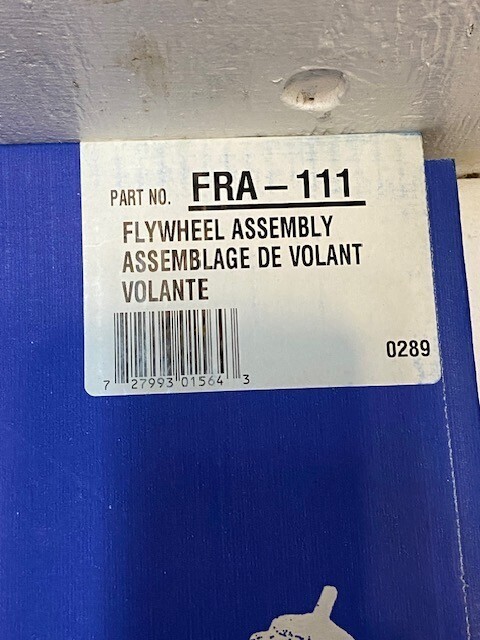 PART NO. FRA-111
FLYWHEEL ASSEMBLY
ASSEMBLAGE DE VOLANT
VOLANTE
0289
7 27993 01564 3